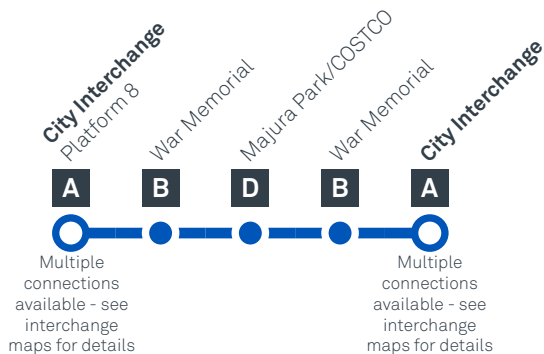 City Interchange
Platform 8
War Memorial
Majura Park/COSTCO
War Memorial
City Interchange
A
B
D
B
A
Multiple
connections
available - see
interchange
maps for details
Multiple
connections
available - see
interchange
maps for details